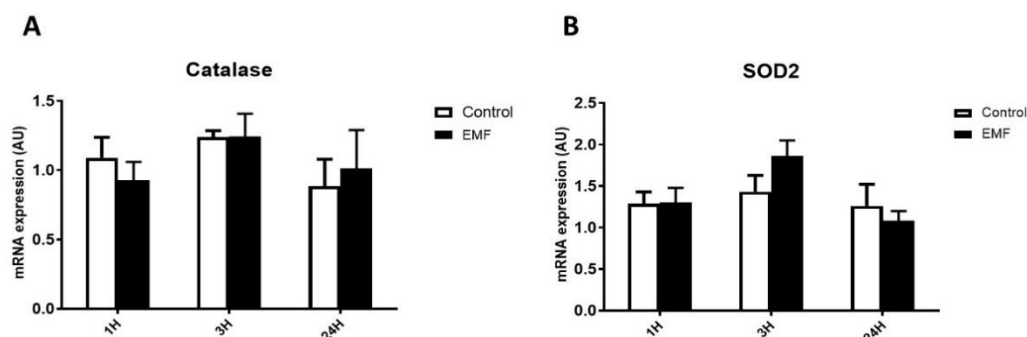 A
Catalase
mRNA expression (AU)
1.5
1.0
0.5
0.0
1H
3H
24H
Control
EMF
B
SOD2
mRNA expression (AU)
2.5
2.0
1.5
1.0
0.5
0.0
1H
3H
24H
Control
EMF